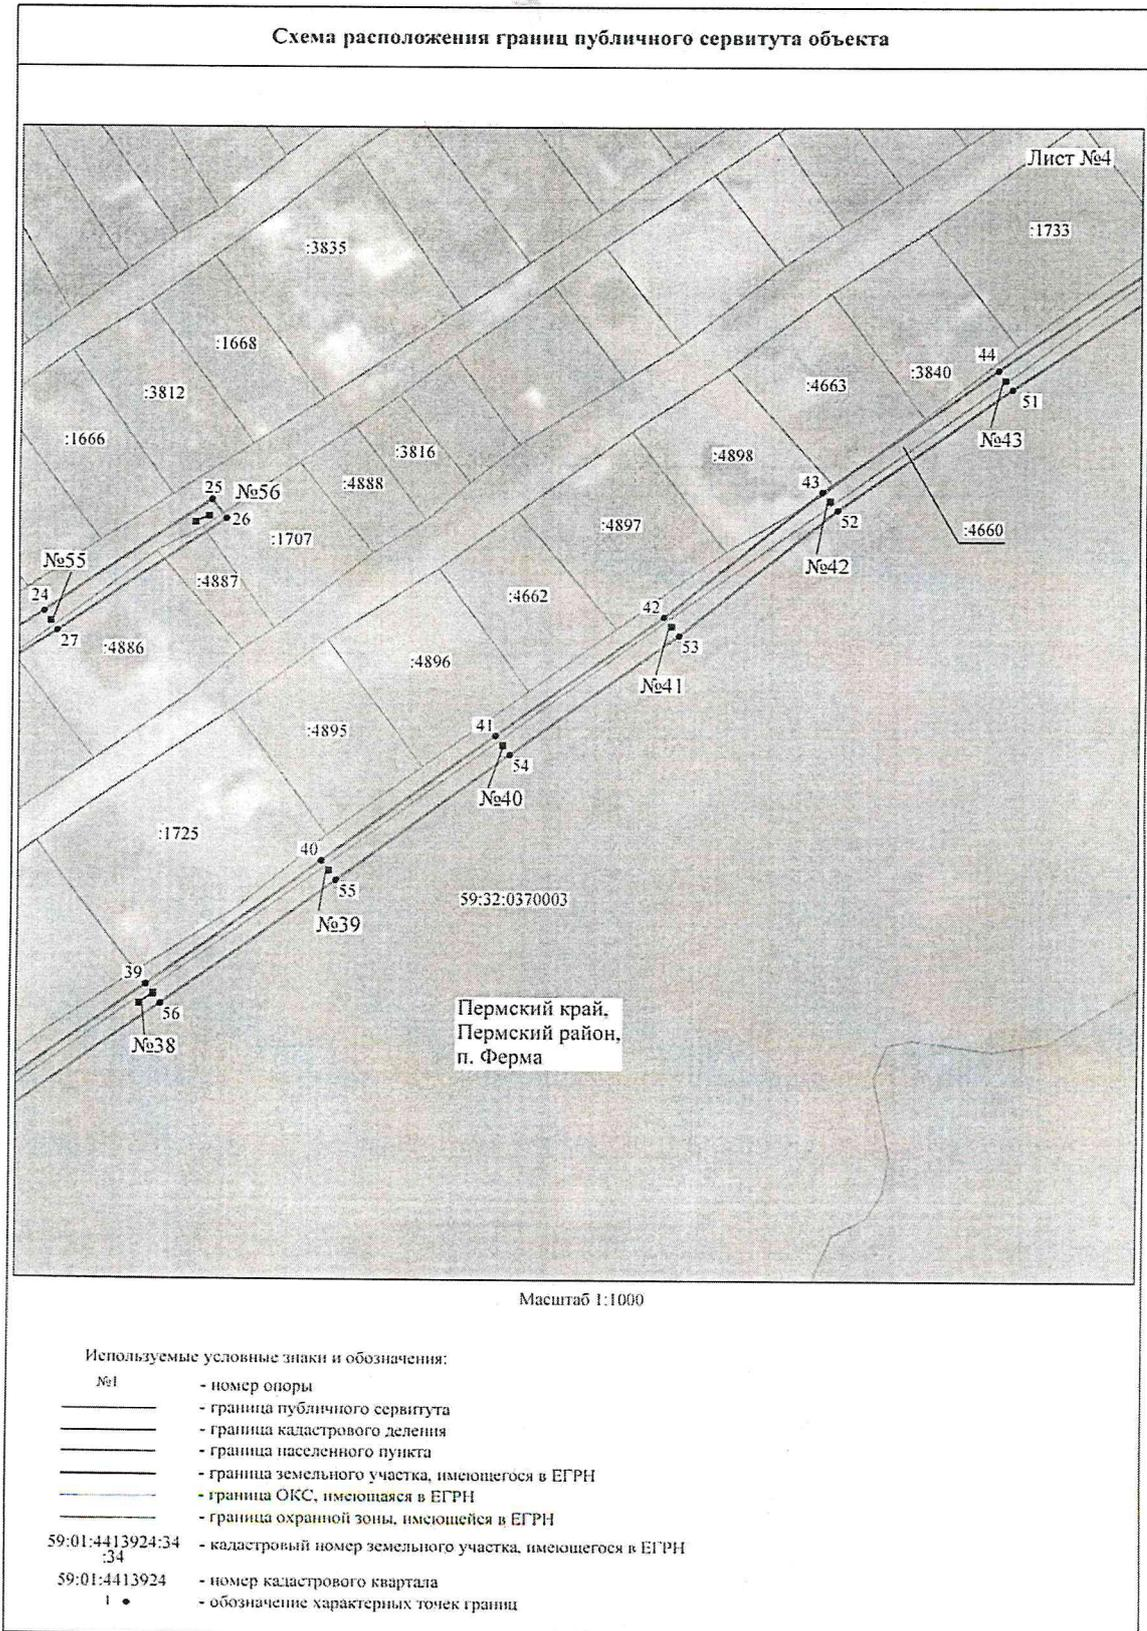 Схема расположения границ публичного сервитута объекта
Лист №4
:1733
:3835
:1668
44
:3812
:4663
:3840
51
№43
:1666
:3816
:4898
:4888
43
25
№56
26
52
:4897
:4660
:1707
№55
№42
:4887
24
:4662
42
27
:4886
53
:4896
№41
41
:4895
54
№40
:1725
40
55
59:32:0370003
№39
39
56
Пермский край,
Пермский район,
п. Ферма
№38
Масштаб 1:1000
Используемые условные знаки и обозначения:
№1 - номер опоры
- граница публичного сервитута
- граница кадастрового деления
- граница населенного пункта
- граница земельного участка, имеющегося в ЕГРН
- граница ОКС, имеющаяся в ЕГРН
- граница охранной зоны, имеющейся в ЕГРН
59:01:4413924:34 - кадастровый номер земельного участка, имеющегося в ЕГРН
:34
59:01:4413924 - номер кадастрового квартала
1 - обозначение характерных точек границ